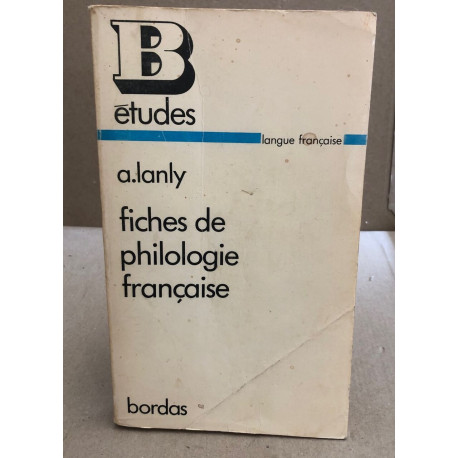 B
études
langue française
a.lanly
fiches de
philologie
française
bordas